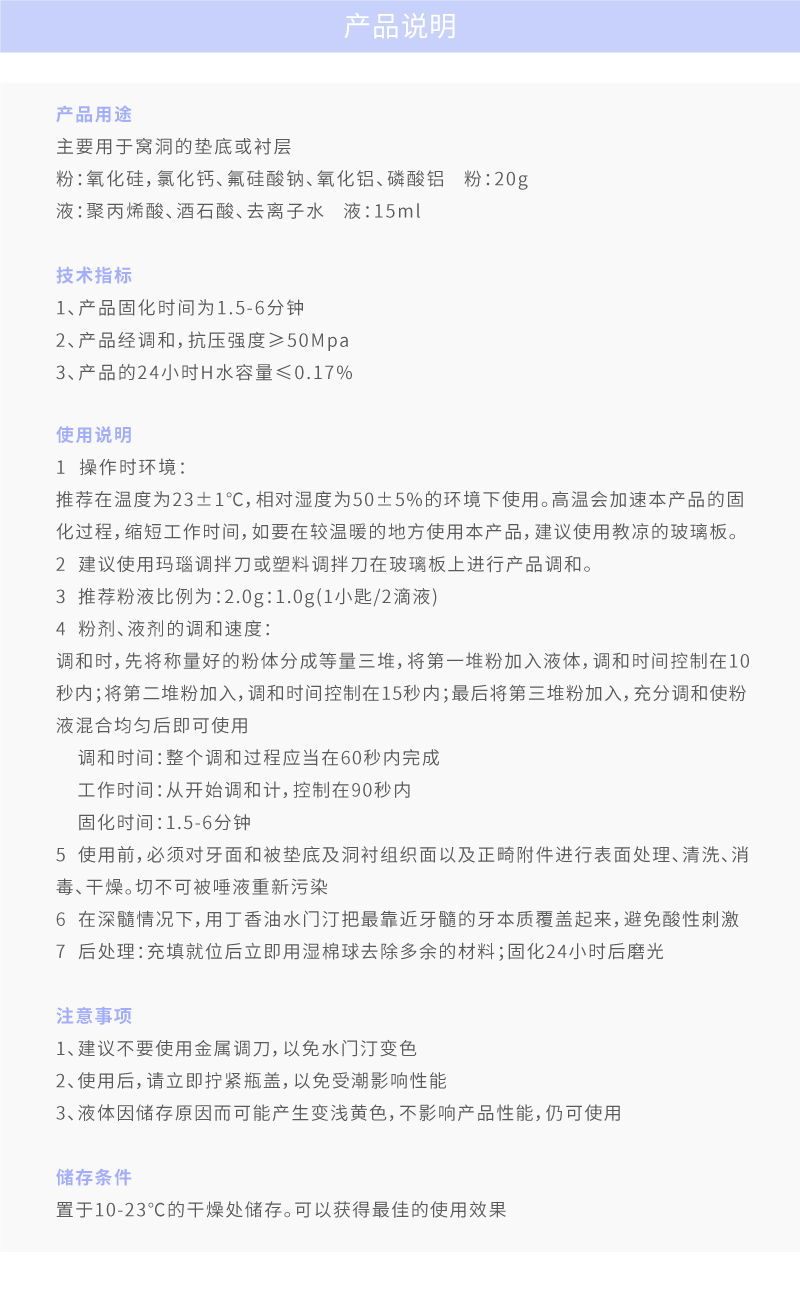 产品说明
产品用途
主要用于窝洞的垫底或衬层
粉:氧化硅,氯化钙、氟硅酸钠、氧化铝、磷酸铝 粉:20g
液:聚丙烯酸、酒石酸、去离子水 液:15ml
技术指标
1、产品固化时间为1.5-6分钟
2、产品经调和,抗压强度≥50Mpa
3、产品的24小时H水容量≤0.17%
使用说明
1 操作时环境:
推荐在温度为23±1℃,相对湿度为50±5%的环境下使用。高温会加速本产品的固
化过程,缩短工作时间,如要在较温暖的地方使用本产品,建议使用教凉的玻璃板。
2 建议使用玛瑙调拌刀或塑料调拌刀在玻璃板上进行产品调和。
3 推荐粉液比例为:2.0g:1.0g(1小匙/2滴液)
4 粉剂、液剂的调和速度:
调和时,先将称量好的粉体分成等量三堆,将第一堆粉加入液体,调和时间控制在10
秒内;将第二堆粉加入,调和时间控制在15秒内;最后将第三堆粉加入,充分调和使粉
液混合均匀后即可使用
调和时间:整个调和过程应当在60秒内完成
工作时间:从开始调和计,控制在90秒内
固化时间:1.5-6分钟
5 使用前,必须对牙面和被垫底及洞衬组织面以及正畸附件进行表面处理、清洗、消
毒、干燥。切不可被唾液重新污染
6 在深髓情况下,用丁香油水门汀把最靠近牙髓的牙本质覆盖起来,避免酸性刺激
7 后处理:充填就位后立即用湿棉球去除多余的材料;固化24小时后磨光
注意事项
1、建议不要使用金属调刀,以免水门汀变色
2、使用后,请立即拧紧瓶盖,以免受潮影响性能
3、液体因储存原因而可能产生变浅黄色,不影响产品性能,仍可使用
储存条件
置于10-23℃的干燥处储存。可以获得最佳的使用效果